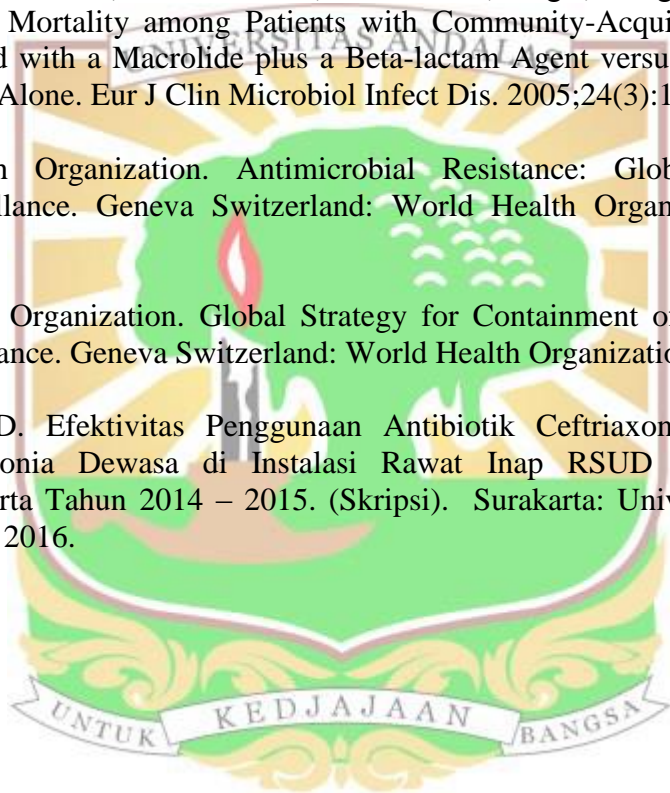 Mortality among Patients with Community-Acqui
d with a Macrolide plus a Beta-lactam Agent versu
Alone. Eur J Clin Microbiol Infect Dis. 2005;24(3):1
UNIVERSITAS ANDALAS
n Organization. Antimicrobial Resistance: Glob
llance. Geneva Switzerland: World Health Organ
Organization. Global Strategy for Containment o
ance. Geneva Switzerland: World Health Organizatio
D. Efektivitas Penggunaan Antibiotik Ceftriaxon
onia Dewasa di Instalasi Rawat Inap RSUD
rta Tahun 2014 – 2015. (Skripsi). Surakarta: Univ
2016.
UNTUK KEDJAJAAN BANGSA